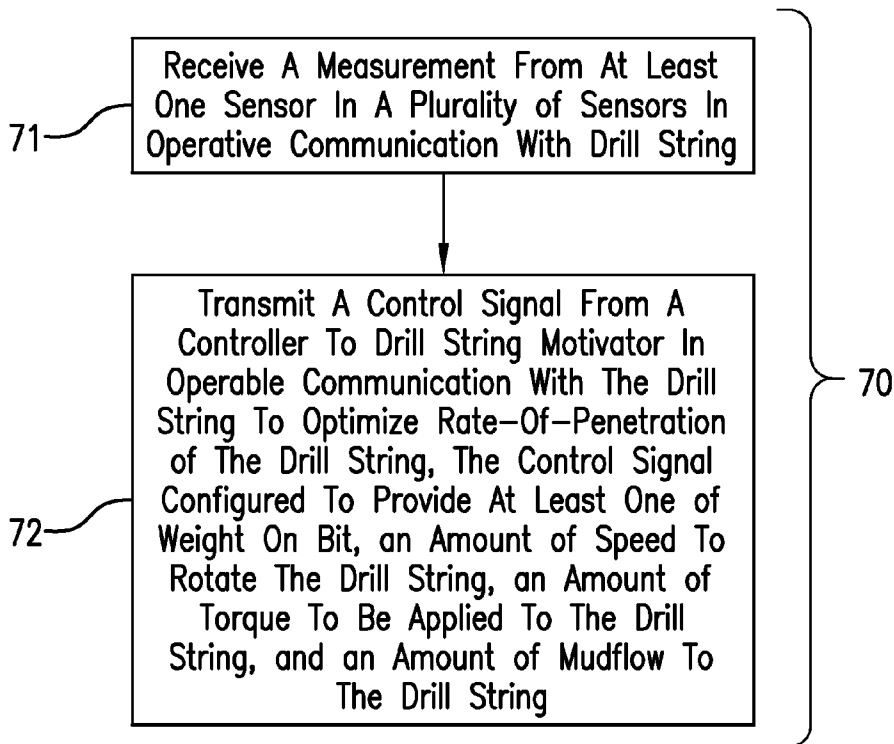 Receive A Measurement From At Least
One Sensor In A Plurality of Sensors In
Operative Communication With Drill String
71
Transmit A Control Signal From A
Controller To Drill String Motivator In
Operable Communication With The Drill
String To Optimize Rate-Of-Penetration
of The Drill String, The Control Signal
Configured To Provide At Least One of
Weight On Bit, an Amount of Speed To
Rotate The Drill String, an Amount of
Torque To Be Applied To The Drill
String, and an Amount of Mudflow To
The Drill String
72
70